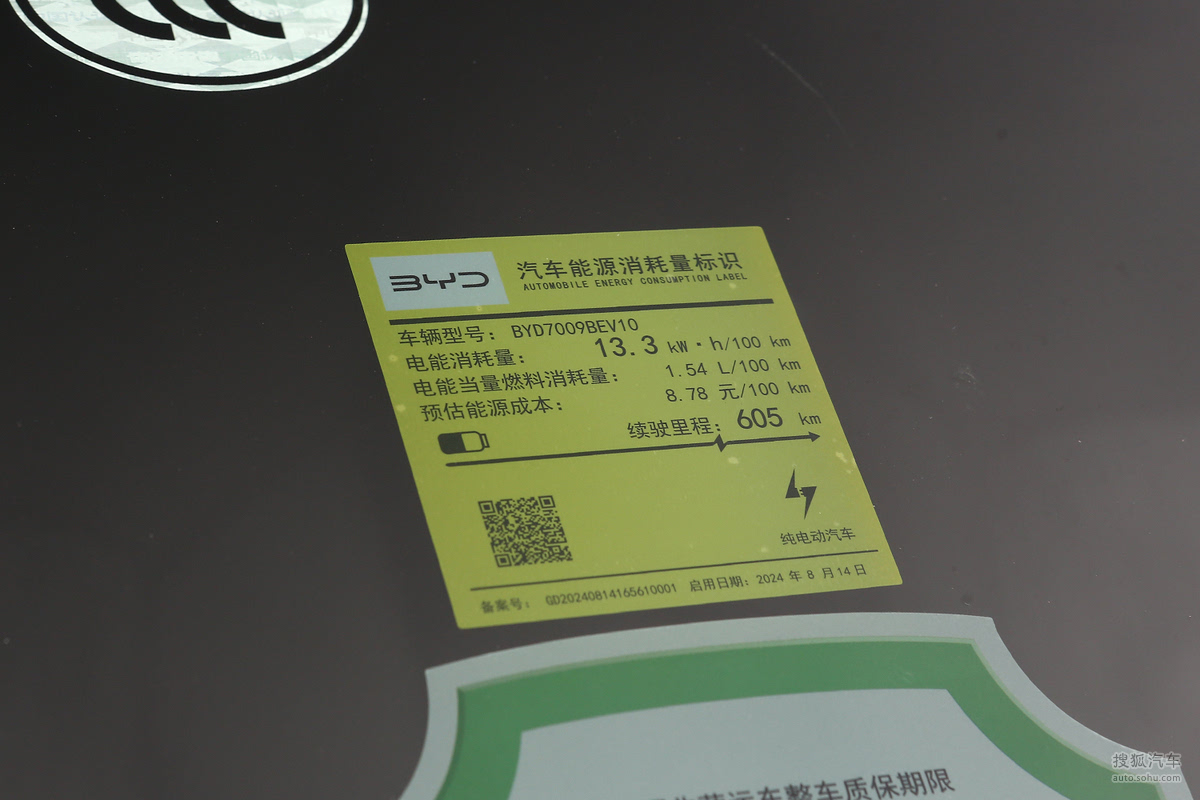 BYD
汽车能源消耗量标识
AUTOMOBILE ENERGY CONSUMPTION LABEL
车辆型号： BYD7009BEV10
电能消耗量： 13.3 kW·h/100 km
电能当量燃料消耗量： 1.54 L/100 km
预估能源成本： 8.78 元/100 km
续驶里程： 605 km
纯电动汽车
备案号： GD20240814165610001 启用日期： 2024 年 8 月 14 日
营运车整车质保期限
搜狐汽车
auto.sohu.com